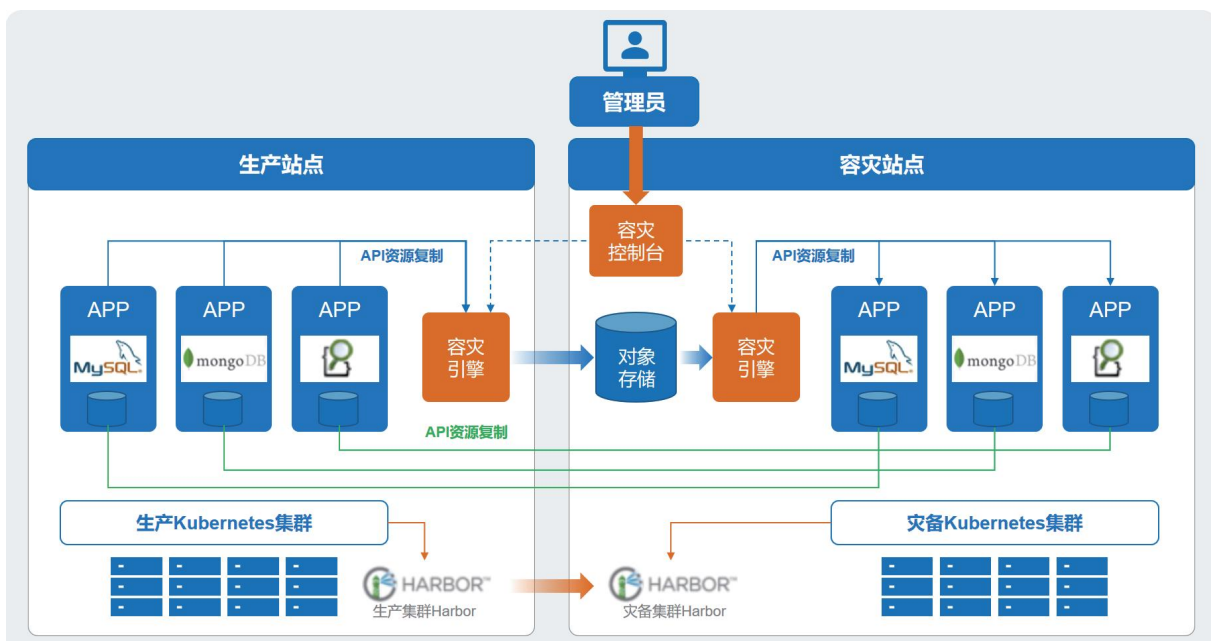 管理员
生产站点
容灾站点
容灾
控制台
API资源复制
API资源复制
APP
APP
APP
容灾
引擎
对象
存储
容灾
引擎
APP
APP
APP
MySQL
mongoDB
MySQL
mongoDB
API资源复制
生产Kubernetes集群
灾备Kubernetes集群
HARBOR™
生产集群Harbor
HARBOR™
灾备集群Harbor